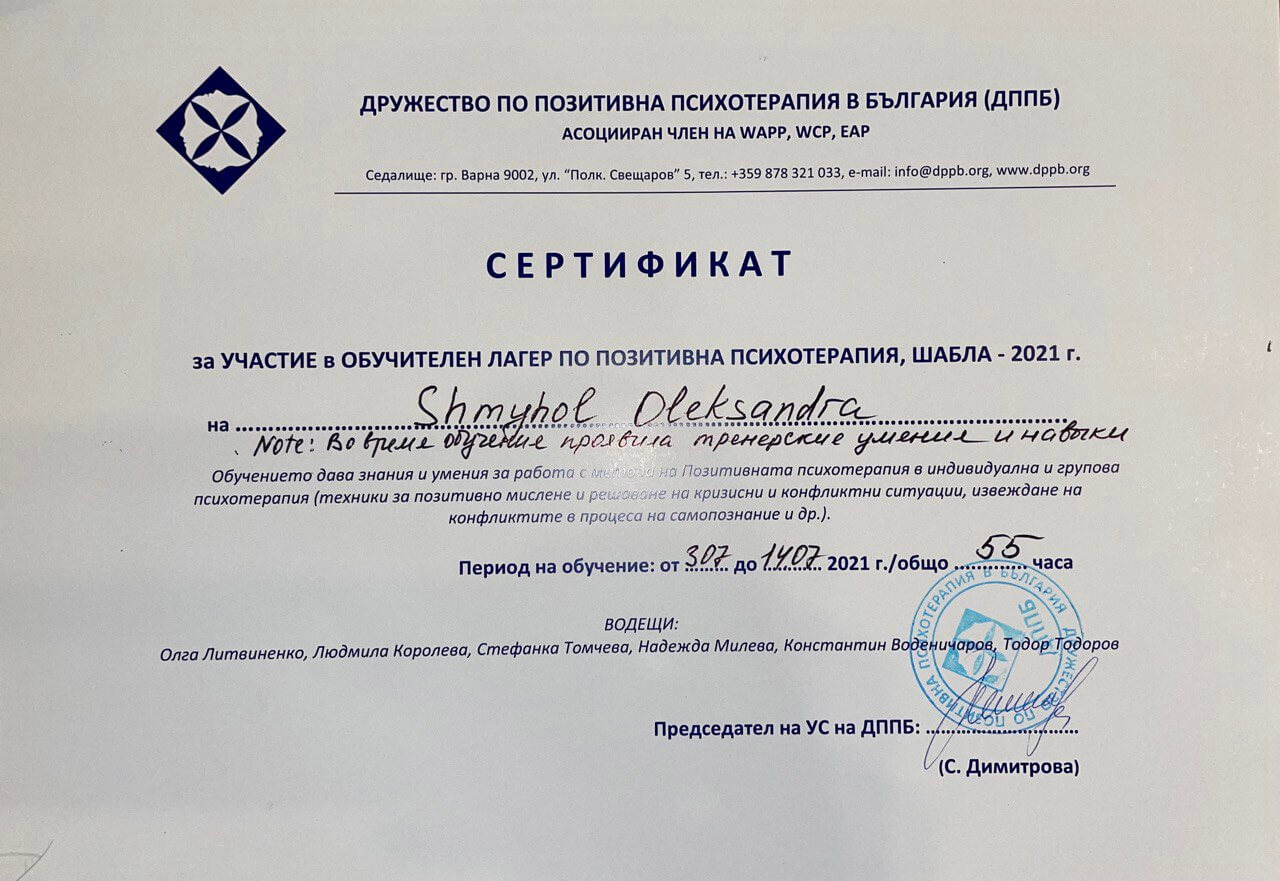 ДРУЖЕСТВО ПО ПОЗИТИВНА ПСИХОТЕРАПИЯ В БЪЛГАРИЯ (ДППБ)
АСОЦИИРАН ЧЛЕН НА WAPP, WCP, EAP
Седалище: гр. Варна 9002, ул. “Полк. Свещаров” 5, тел.: +359 878 321 033, e-mail: info@dppb.org, www.dppb.org
СЕРТИФИКАТ
за УЧАСТИЕ в ОБУЧИТЕЛЕН ЛАГЕР ПО ПОЗИТИВНА ПСИХОТЕРАПИЯ, ШАБЛА - 2021 г.
на Shmyhol Oleksandra
Note: Во время обучение проявила тренерские умения и навыки
Обучението дава знания и умения за работа с метода на Позитивната психотерапия в индивидуална и групова
психотерапия (техники за позитивно мислене и решаване на кризисни и конфликтни ситуации, извеждане на
конфликтите в процеса на самопознание и др.).
Период на обучение: от 3.07 до 14.07 2021 г./общо 55 часа
ВОДЕЩИ:
Олга Литвиненко, Людмила Королева, Стефанка Томчева, Надежда Милева, Константин Воденичаров, Тодор Тодоров
ДРУЖЕСТВО ПО ПОЗИТИВНА ПСИХОТЕРАПИЯ В БЪЛГАРИЯ
ДППБ
Председател на УС на ДППБ:
(С. Димитрова)